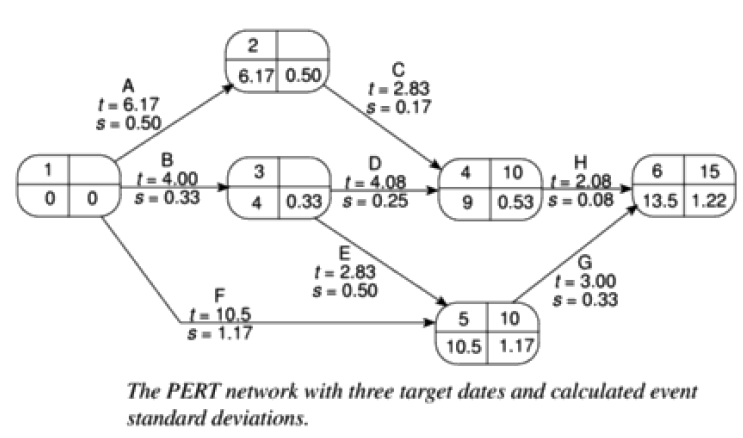 2
6.17 0.50
A
t = 6.17
s = 0.50
C
t = 2.83
s = 0.17
1
0 0
B
t = 4.00
s = 0.33
3
4 0.33
D
t = 4.08
s = 0.25
4 10
9 0.53
H
t = 2.08
s = 0.08
6 15
13.5 1.22
E
t = 2.83
s = 0.50
G
t = 3.00
s = 0.33
F
t = 10.5
s = 1.17
5 10
10.5 1.17
The PERT network with three target dates and calculated event
standard deviations.